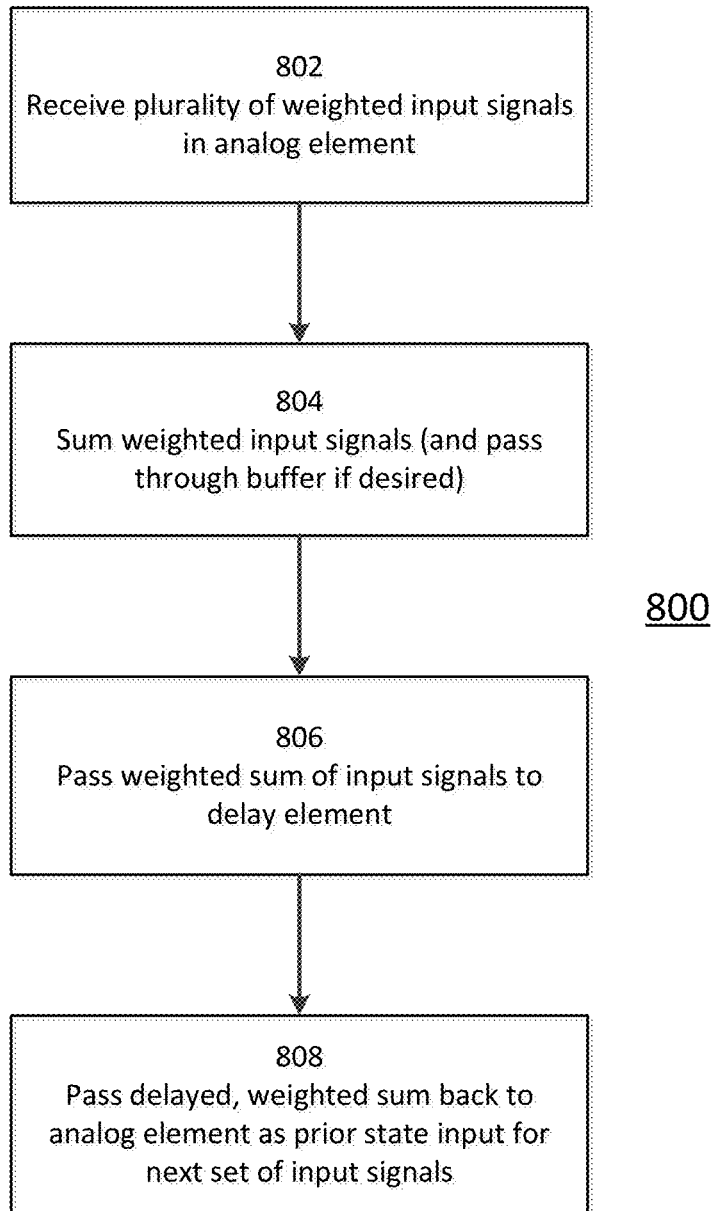 802
Receive plurality of weighted input signals
in analog element
804
Sum weighted input signals (and pass
through buffer if desired)
800
806
Pass weighted sum of input signals to
delay element
808
Pass delayed, weighted sum back to
analog element as prior state input for
next set of input signals